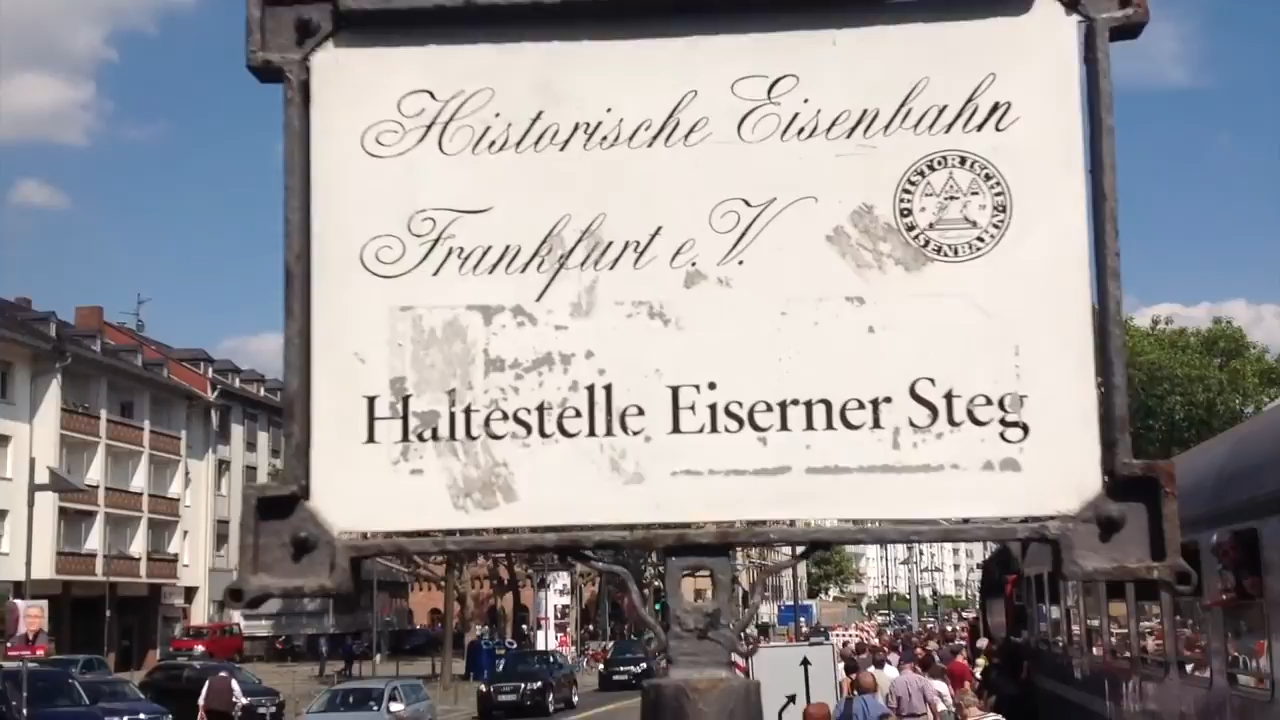 Historische Eisenbahn
Frankfurt e.V.
HISTORISCHE EISENBAHN
Haltestelle Eiserner Steg